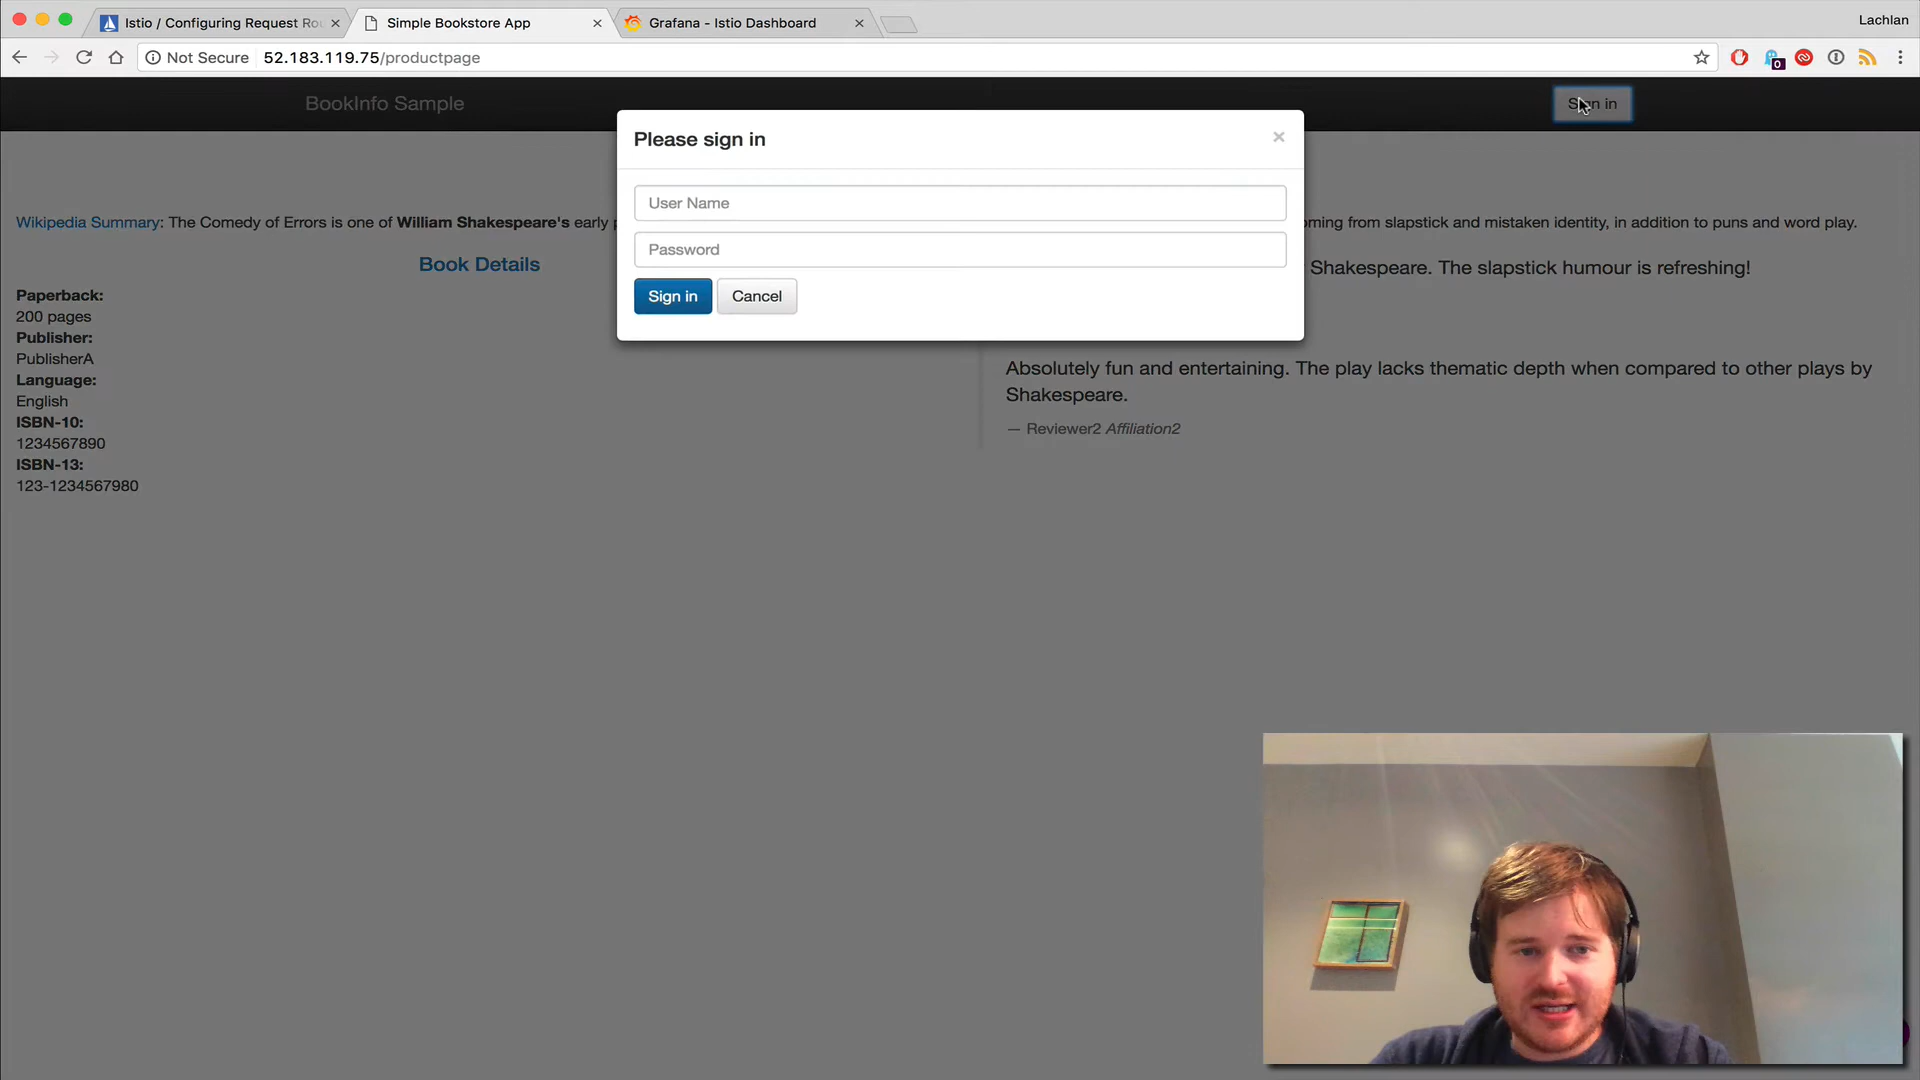 Istio / Configuring Request Ro
Simple Bookstore App
Grafana - Istio Dashboard
Lachlan
Not Secure
52.183.119.75/productpage
0
BookInfo Sample
Sign in
Please sign in
×
User Name
Password
Sign in
Cancel
Wikipedia Summary: The Comedy of Errors is one of William Shakespeare's early
oming from slapstick and mistaken identity, in addition to puns and word play.
Book Details
Shakespeare. The slapstick humour is refreshing!
Paperback:
200 pages
Publisher:
PublisherA
Language:
English
ISBN-10:
1234567890
ISBN-13:
123-1234567980
Absolutely fun and entertaining. The play lacks thematic depth when compared to other plays by
Shakespeare.
— Reviewer2 Affiliation2